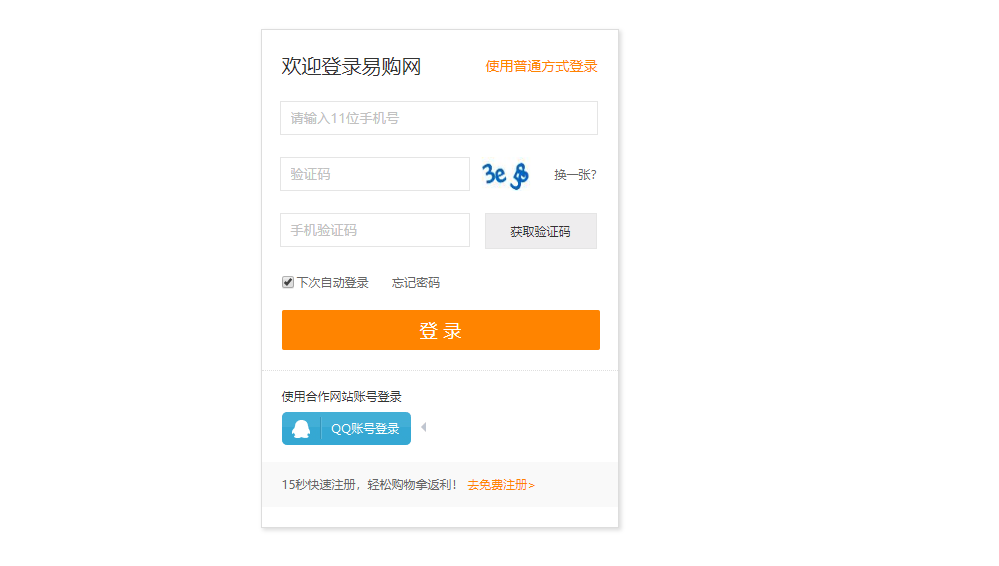 欢迎登录易购网 使用普通方式登录
请输入11位手机号
验证码 换一张?
手机验证码 获取验证码
下次自动登录 忘记密码
登 录
使用合作网站账号登录
QQ账号登录
15秒快速注册，轻松购物拿返利！ 去免费注册»